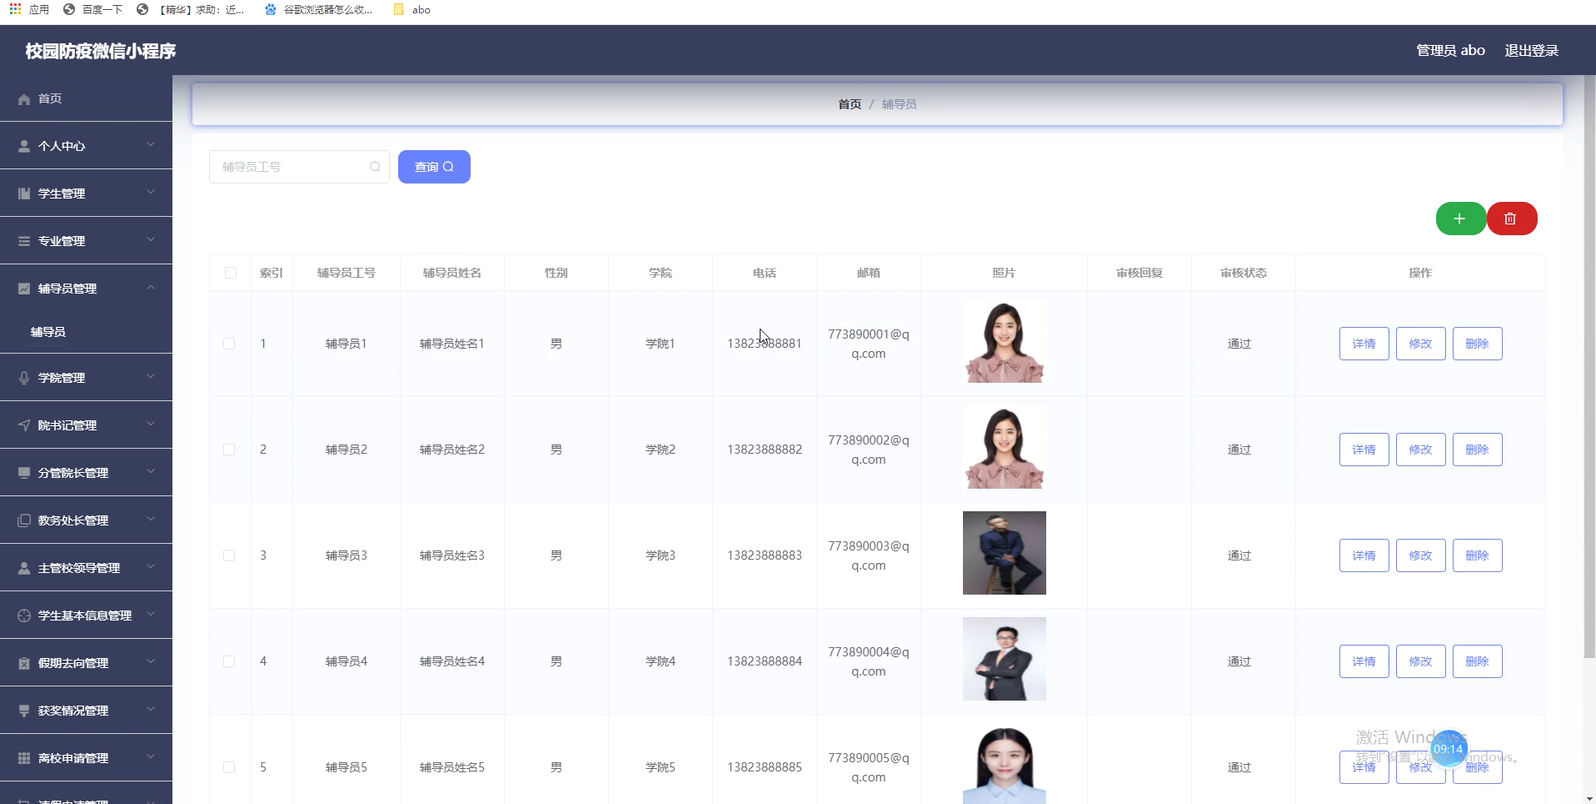 应用 百度一下 【精华】求助：近... 谷歌浏览器怎么收... abo
校园防疫微信小程序 管理员 abo 退出登录
首页
个人中心
学生管理
专业管理
辅导员管理
辅导员
学院管理
院书记管理
分管院长管理
教务处长管理
主管校领导管理
学生基本信息管理
假期去向管理
获奖情况管理
离校申请管理
首页 / 辅导员
辅导员工号 查询
索引 辅导员工号 辅导员姓名 性别 学院 电话 邮箱 照片 审核回复 审核状态 操作
1 辅导员1 辅导员姓名1 男 学院1 13823888881 773890001@q
q.com 通过 详情 修改 删除
2 辅导员2 辅导员姓名2 男 学院2 13823888882 773890002@q
q.com 通过 详情 修改 删除
3 辅导员3 辅导员姓名3 男 学院3 13823888883 773890003@q
q.com 通过 详情 修改 删除
4 辅导员4 辅导员姓名4 男 学院4 13823888884 773890004@q
q.com 通过 详情 修改 删除
5 辅导员5 辅导员姓名5 男 学院5 13823888885 773890005@q
q.com 通过 详情 修改 删除
激活 Windows
09:14